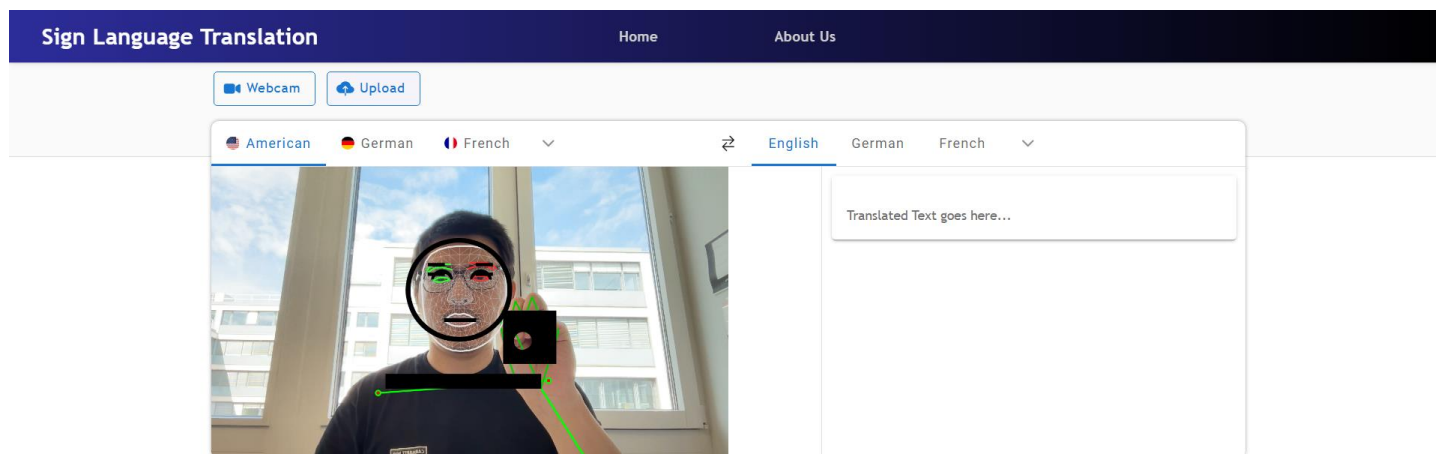 Sign Language Translation Home About Us
Webcam Upload
American German French English German French
Translated Text goes here...